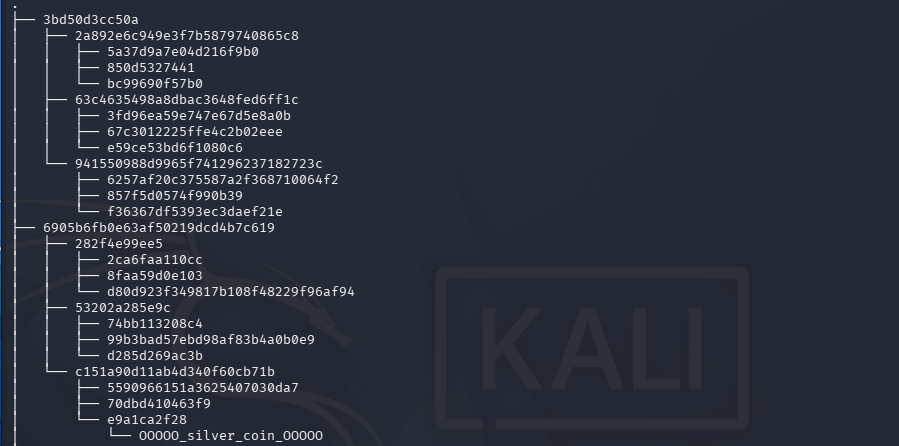 .
├── 3bd50d3cc50a
│   ├── 2a892e6c949e3f7b5879740865c8
│   │   ├── 5a37d9a7e04d216f9b0
│   │   ├── 850d5327441
│   │   └── bc99690f57b0
│   ├── 63c4635498a8dbac3648fed6ff1c
│   │   ├── 3fd96ea59e747e67d5e8a0b
│   │   ├── 67c3012225ffe4c2b02eee
│   │   └── e59ce53bd6f1080c6
│   └── 941550988d9965f741296237182723c
│       ├── 6257af20c375587a2f368710064f2
│       ├── 857f5d0574f990b39
│       └── f36367df5393ec3daef21e
├── 6905b6fb0e63af50219dcd4b7c619
│   ├── 282f4e99ee5
│   │   ├── 2ca6faa110cc
│   │   ├── 8faa59d0e103
│   │   └── d80d923f349817b108f48229f96af94
│   ├── 53202a285e9c
│   │   ├── 74bb113208c4
│   │   ├── 99b3bad57ebd98af83b4a0b0e9
│   │   └── d285d269ac3b
│   └── c151a90d11ab4d340f60cb71b
│       ├── 5590966151a3625407030da7
│       ├── 70dbd410463f9
│       └── e9a1ca2f28
│           └── OOOOO_silver_coin_OOOOO
KALI